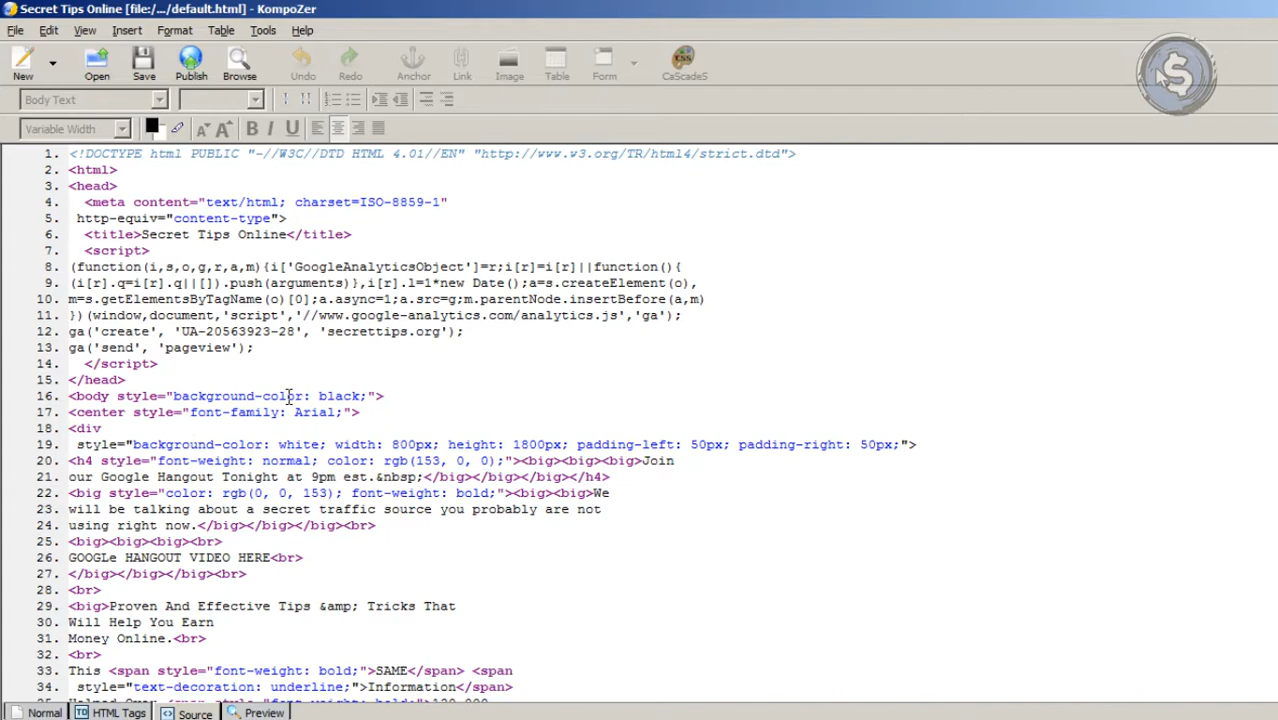 Secret Tips Online [file:/.../default.html] - KompoZer
File Edit View Insert Format Table Tools Help
New Open Save Publish Browse Undo Redo Anchor Link Image Table Form CaScadeS
Body Text
Variable Width
1. <!DOCTYPE html PUBLIC "-//W3C//DTD HTML 4.01//EN" "http://www.w3.org/TR/html4/strict.dtd">
2. <html>
3. <head>
4. <meta content="text/html; charset=ISO-8859-1"
5. http-equiv="content-type">
6. <title>Secret Tips Online</title>
7. <script>
8. (function(i,s,o,g,r,a,m){i['GoogleAnalyticsObject']=r;i[r]=i[r]||function(){
9. (i[r].q=i[r].q||[]).push(arguments)},i[r].l=1*new Date();a=s.createElement(o),
10. m=s.getElementsByTagName(o)[0];a.async=1;a.src=g;m.parentNode.insertBefore(a,m)
11. })(window,document,'script','//www.google-analytics.com/analytics.js','ga');
12. ga('create', 'UA-20563923-28', 'secrettips.org');
13. ga('send', 'pageview');
14. </script>
15. </head>
16. <body style="background-color: black;">
17. <center style="font-family: Arial;">
18. <div
19. style="background-color: white; width: 800px; height: 1800px; padding-left: 50px; padding-right: 50px;">
20. <h4 style="font-weight: normal; color: rgb(153, 0, 0);"><big><big><big>Join
21. our Google Hangout Tonight at 9pm est.&nbsp;</big></big></big></h4>
22. <big style="color: rgb(0, 0, 153); font-weight: bold;"><big><big>We
23. will be talking about a secret traffic source you probably are not
24. using right now.</big></big></big><br>
25. <big><big><big><br>
26. GOOGLe HANGOUT VIDEO HERE<br>
27. </big></big></big><br>
28. <br>
29. <big>Proven And Effective Tips &amp; Tricks That
30. Will Help You Earn
31. Money Online.<br>
32. <br>
33. This <span style="font-weight: bold;">SAME</span> <span
34. style="text-decoration: underline;">Information</span>
Normal HTML Tags Source Preview